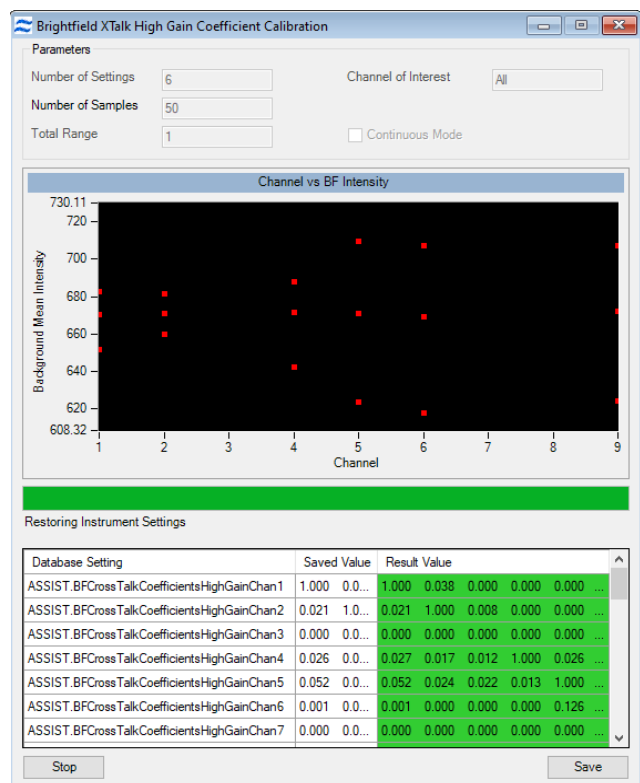 Brightfield XTalk High Gain Coefficient Calibration
Parameters
Number of Settings 6 Channel of Interest All
Number of Samples 50
Total Range 1 Continuous Mode
Channel vs BF Intensity
730.11
720
700
680
660
640
620
608.32
Background Mean Intensity
1 2 3 4 5 6 7 8 9
Channel
Restoring Instrument Settings
Database Setting Saved Value Result Value
ASSIST.BFCrossTalkCoefficientsHighGainChan1 1.000 0.0... 1.000 0.038 0.000 0.000 0.000 ...
ASSIST.BFCrossTalkCoefficientsHighGainChan2 0.021 1.0... 0.021 1.000 0.008 0.000 0.000 ...
ASSIST.BFCrossTalkCoefficientsHighGainChan3 0.000 0.0... 0.000 0.000 0.000 0.000 0.000 ...
ASSIST.BFCrossTalkCoefficientsHighGainChan4 0.026 0.0... 0.027 0.017 0.012 1.000 0.026 ...
ASSIST.BFCrossTalkCoefficientsHighGainChan5 0.052 0.0... 0.052 0.024 0.022 0.013 1.000 ...
ASSIST.BFCrossTalkCoefficientsHighGainChan6 0.001 0.0... 0.001 0.000 0.000 0.000 0.126 ...
ASSIST.BFCrossTalkCoefficientsHighGainChan7 0.000 0.0... 0.000 0.000 0.000 0.000 0.000 ...
Stop Save